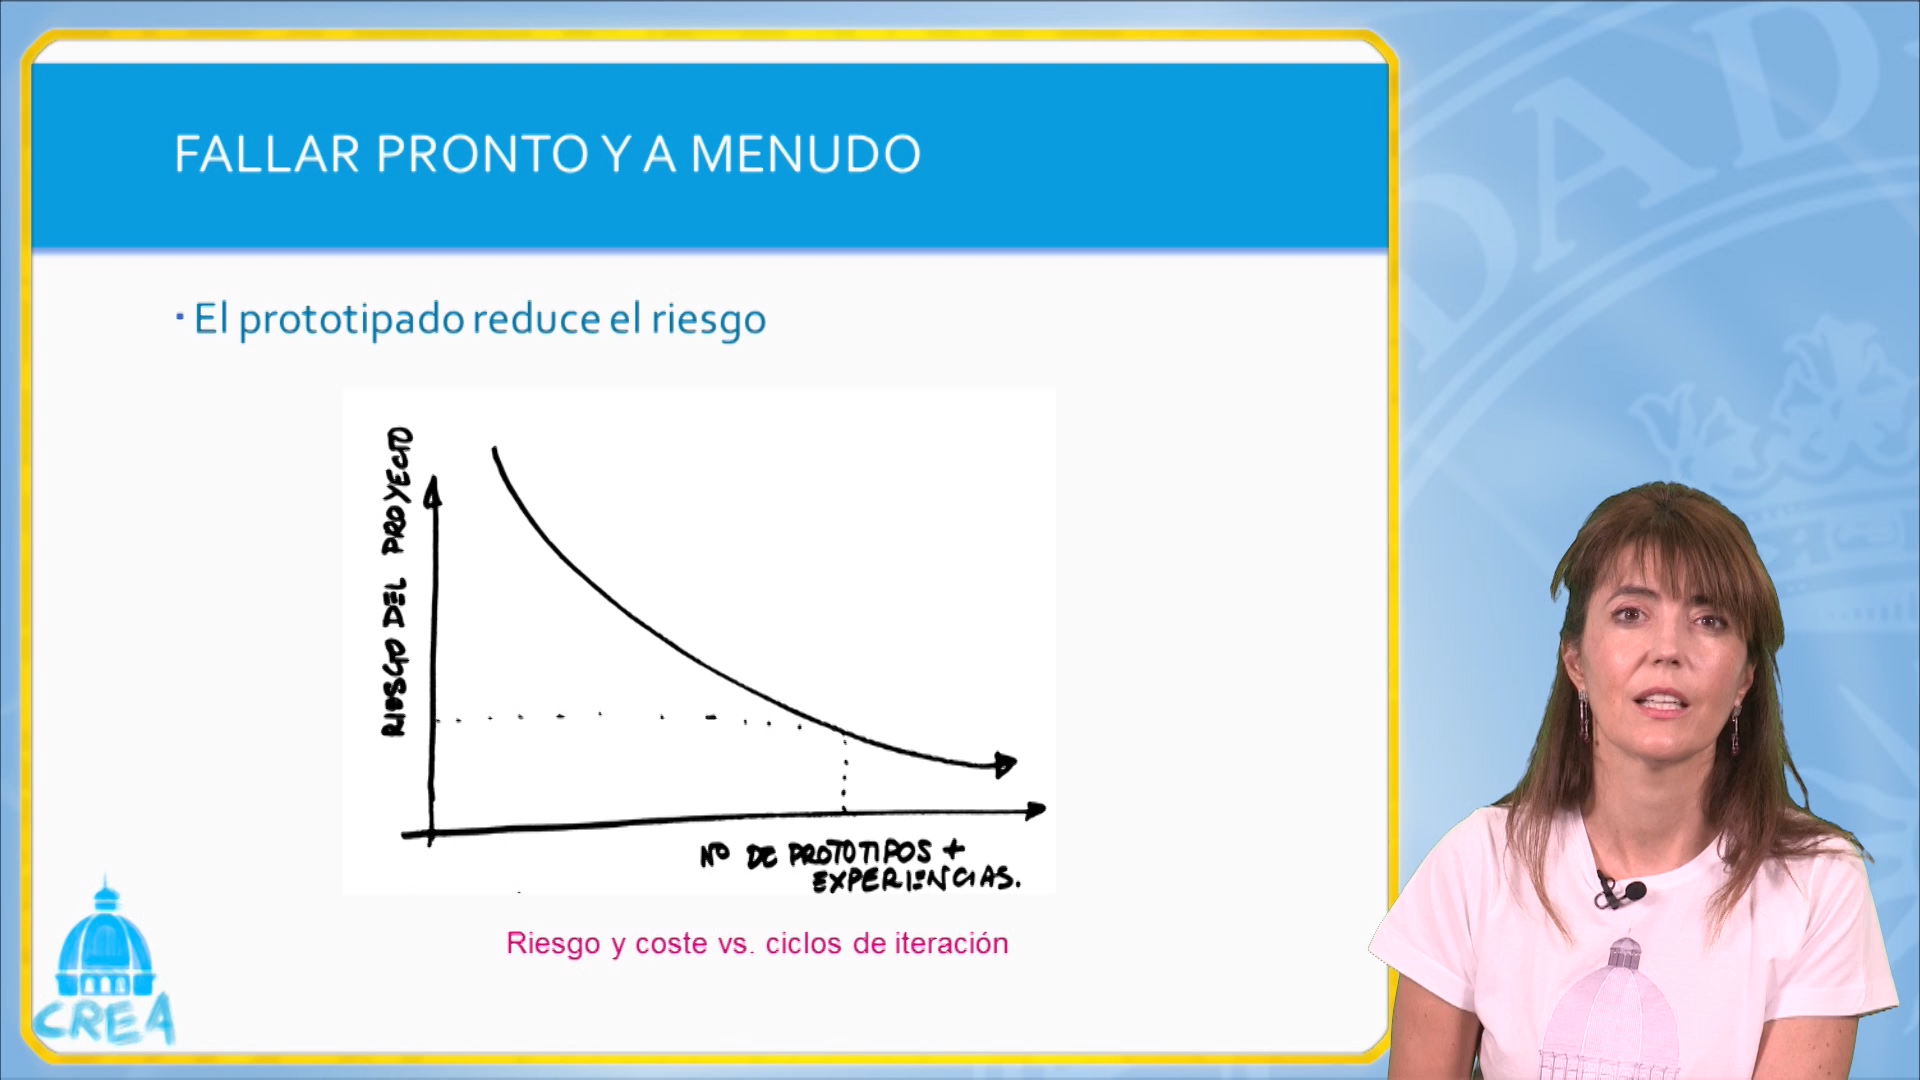 FALLAR PRONTO Y A MENUDO
El prototipado reduce el riesgo
RIESGO DEL PROYECTO
Nº DE PROTOTIPOS +
EXPERIENCIAS.
Riesgo y coste vs. ciclos de iteración
CREA
DAD